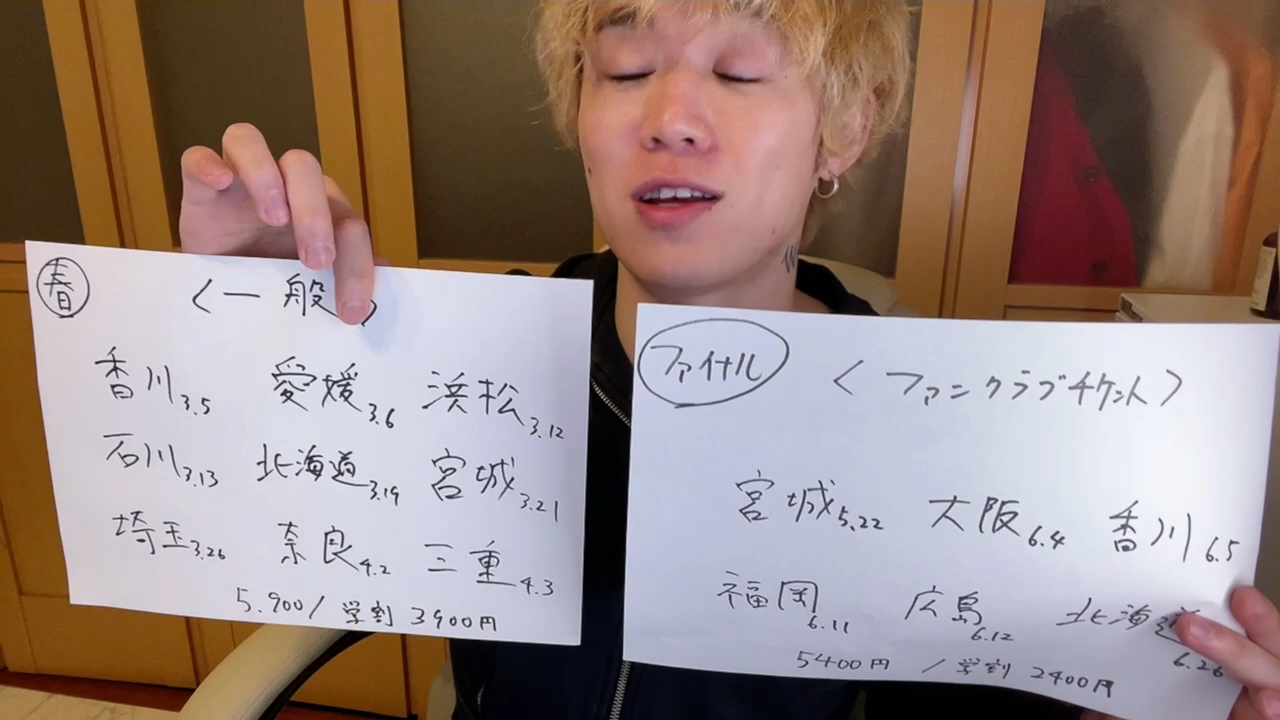 春
〈一般〉
香川3.5 愛媛3.6 浜松3.12
石川3.13 北海道3.19 宮城3.21
埼玉3.26 奈良4.2 三重4.3
5.900/学割 3900円
ファイナル
〈ファンクラブチケット〉
宮城5.22 大阪6.4 香川6.5
福岡6.11 広島6.12 北海道6.26
5400円 /学割 2400円